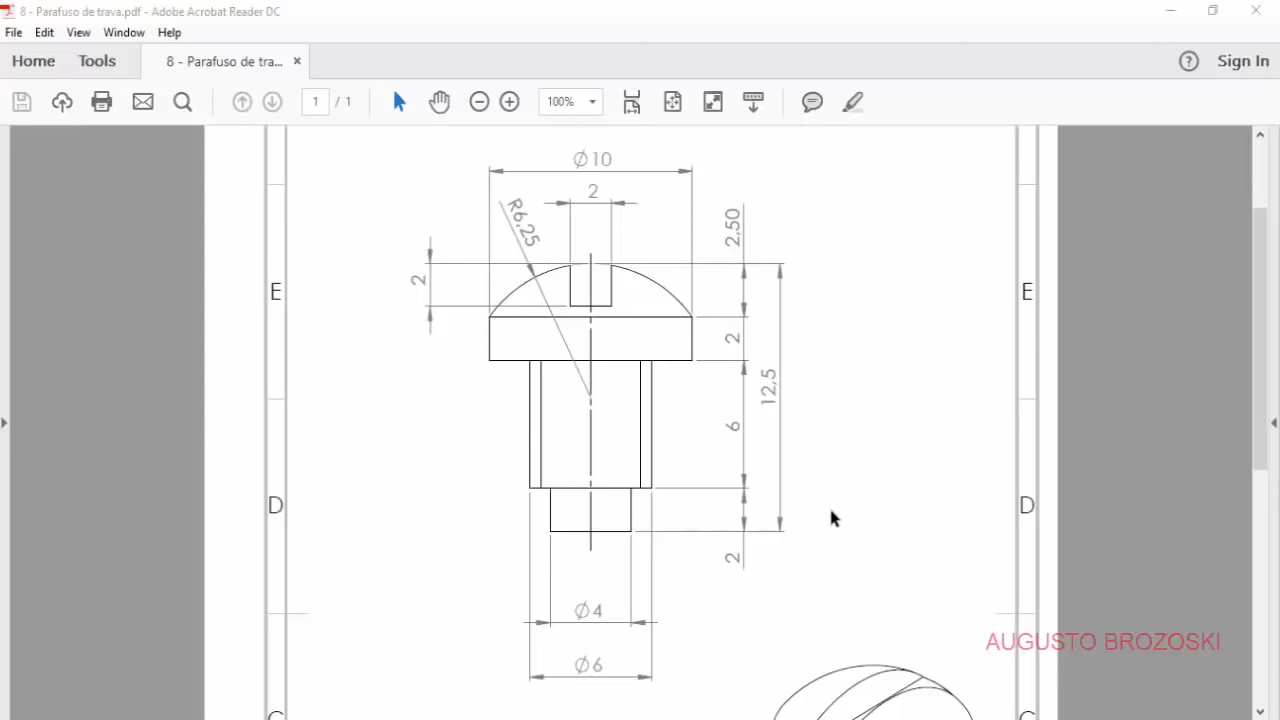 8 - Parafuso de trava.pdf - Adobe Acrobat Reader DC
File Edit View Window Help
Home Tools 8 - Parafuso de tra... × ? Sign In
1 / 1 100%
Ø10
2
R6,25
2,50
2
E E
2
12,5
6
D D
2
Ø4
AUGUSTO BROZOSKI
Ø6
C C